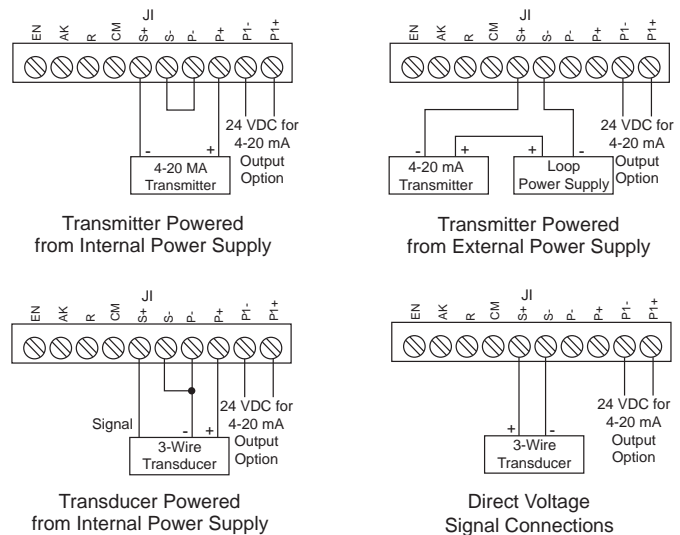 JI
EN AK R CM S+ S- P- P+ P1- P1+
- +
4-20 MA
Transmitter
24 VDC for
4-20 mA
Output
Option
Transmitter Powered
from Internal Power Supply
JI
EN AK R CM S+ S- P- P+ P1- P1+
- + + -
4-20 mA
Transmitter
Loop
Power Supply
24 VDC for
4-20 mA
Output
Option
Transmitter Powered
from External Power Supply
JI
EN AK R CM S+ S- P- P+ P1- P1+
Signal - +
3-Wire
Transducer
24 VDC for
4-20 mA
Output
Option
Transducer Powered
from Internal Power Supply
JI
EN AK R CM S+ S- P- P+ P1- P1+
+ -
3-Wire
Transducer
24 VDC for
4-20 mA
Output
Option
Direct Voltage
Signal Connections